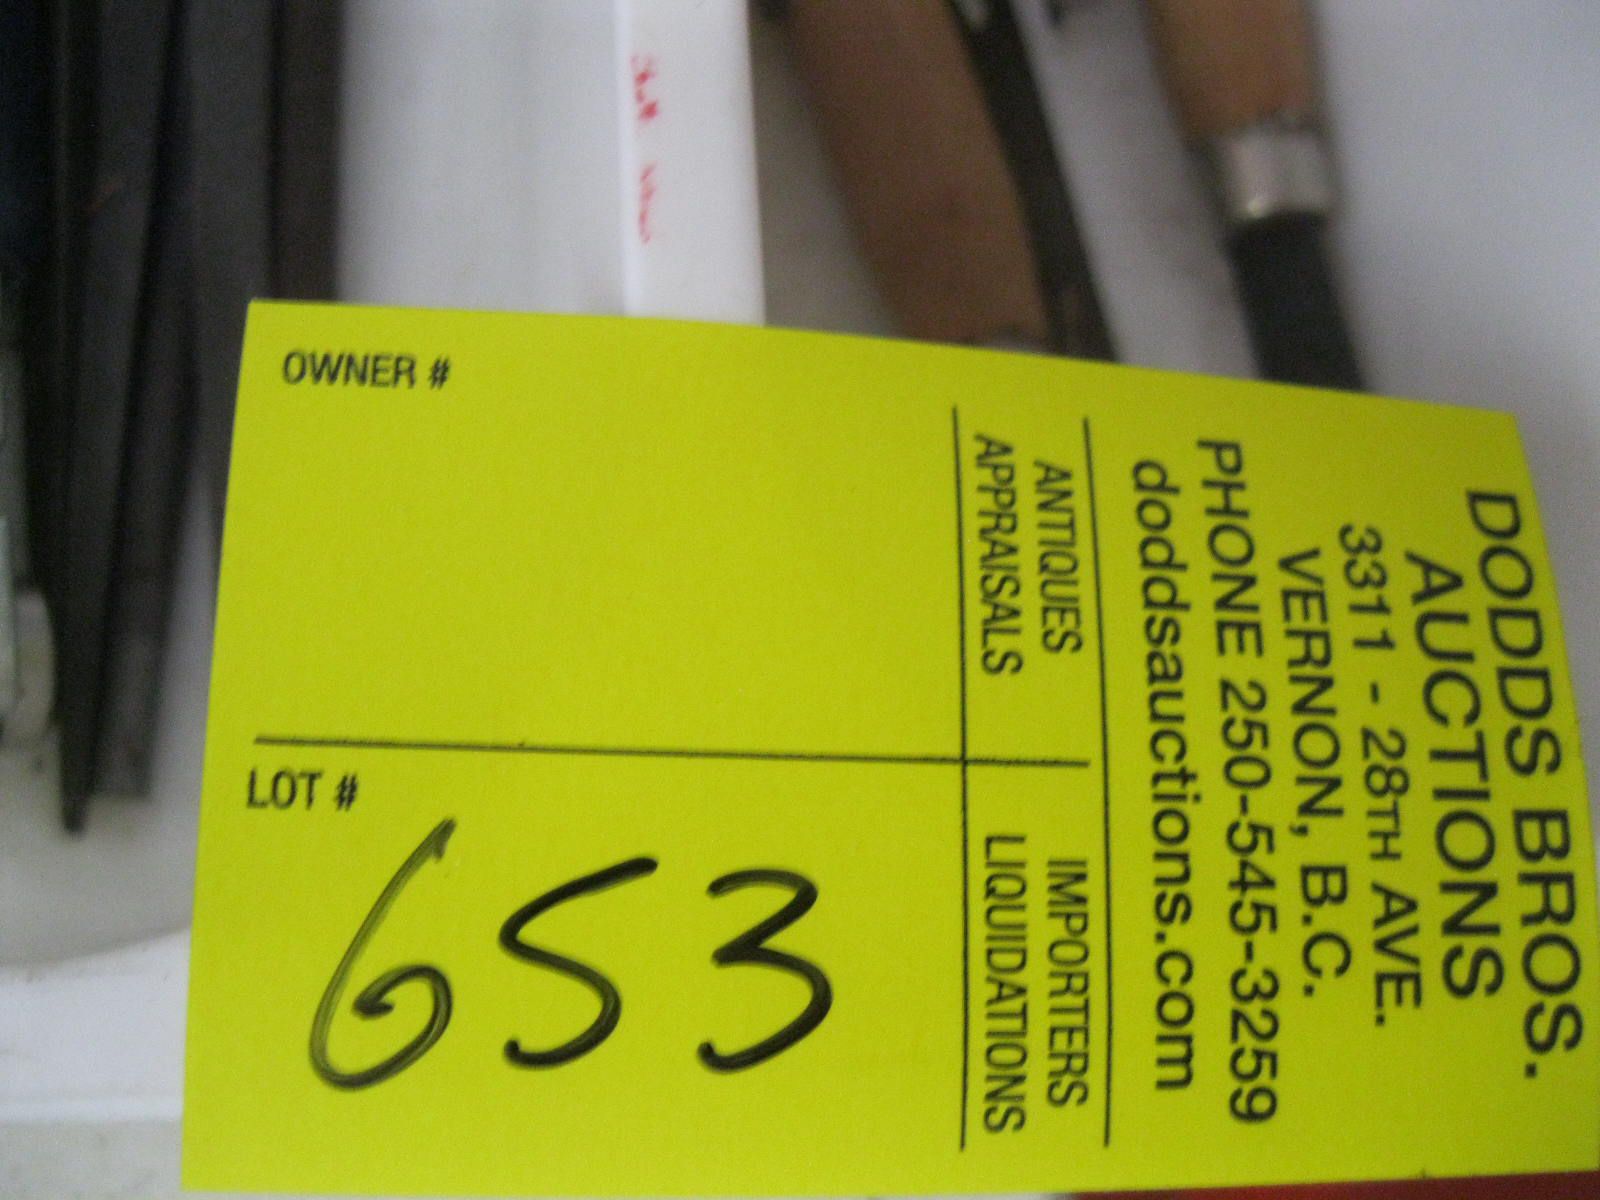 DODDS BROS.
AUCTIONS
3311 - 28TH AVE.
VERNON, B.C.
PHONE 250-545-3259
doddsauctions.com
ANTIQUES
APPRAISALS
IMPORTERS
LIQUIDATIONS
OWNER #
LOT #
653